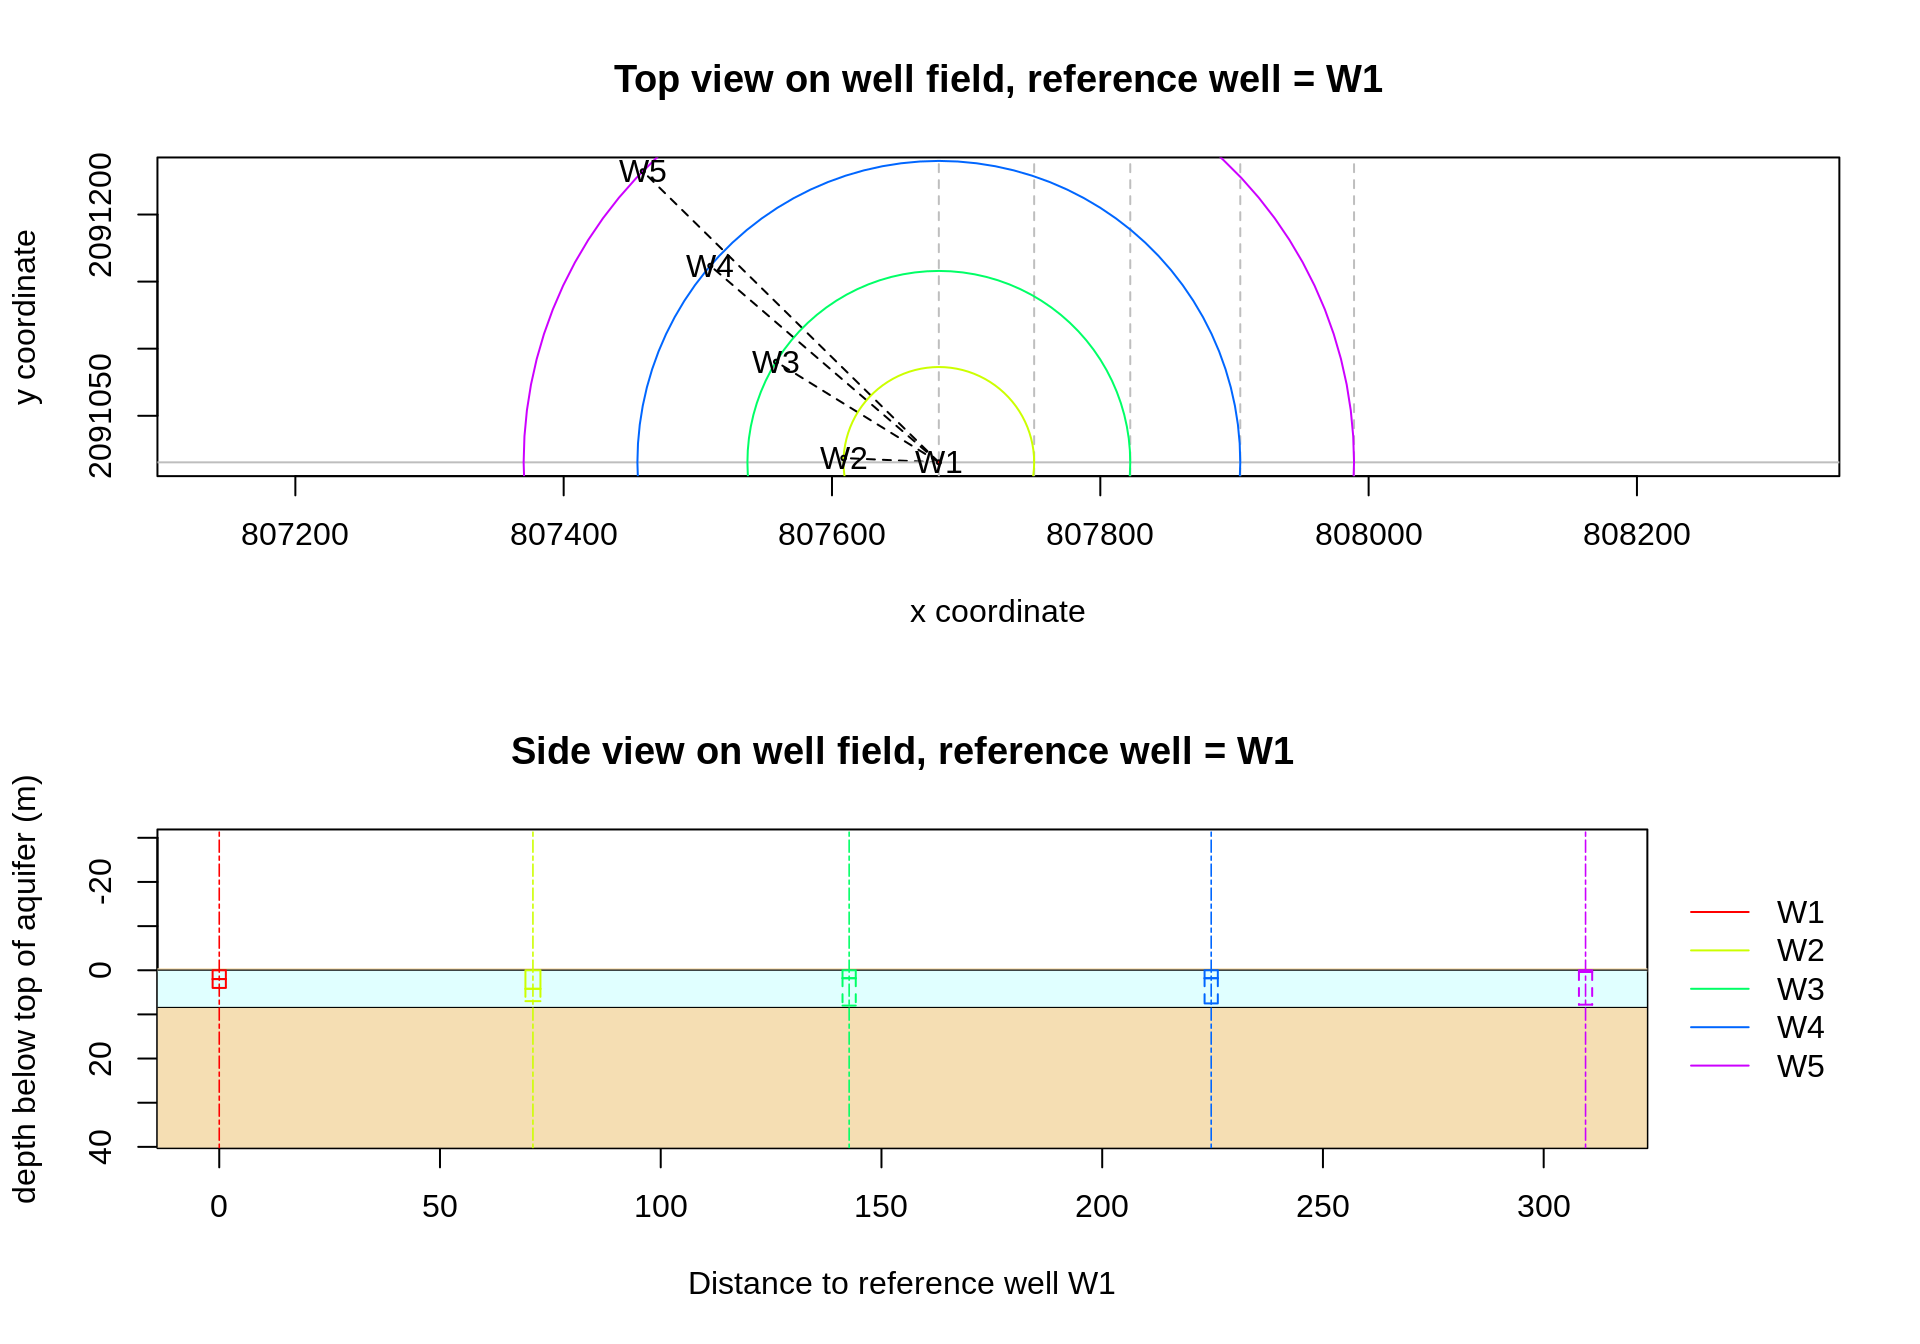 Top view on well field, reference well = W1
y coordinate
2091200
2091050
W5
W4
W3
W2
W1
807200 807400 807600 807800 808000 808200
x coordinate
Side view on well field, reference well = W1
depth below top of aquifer (m)
-20
0
20
40
0 50 100 150 200 250 300
Distance to reference well W1
W1
W2
W3
W4
W5